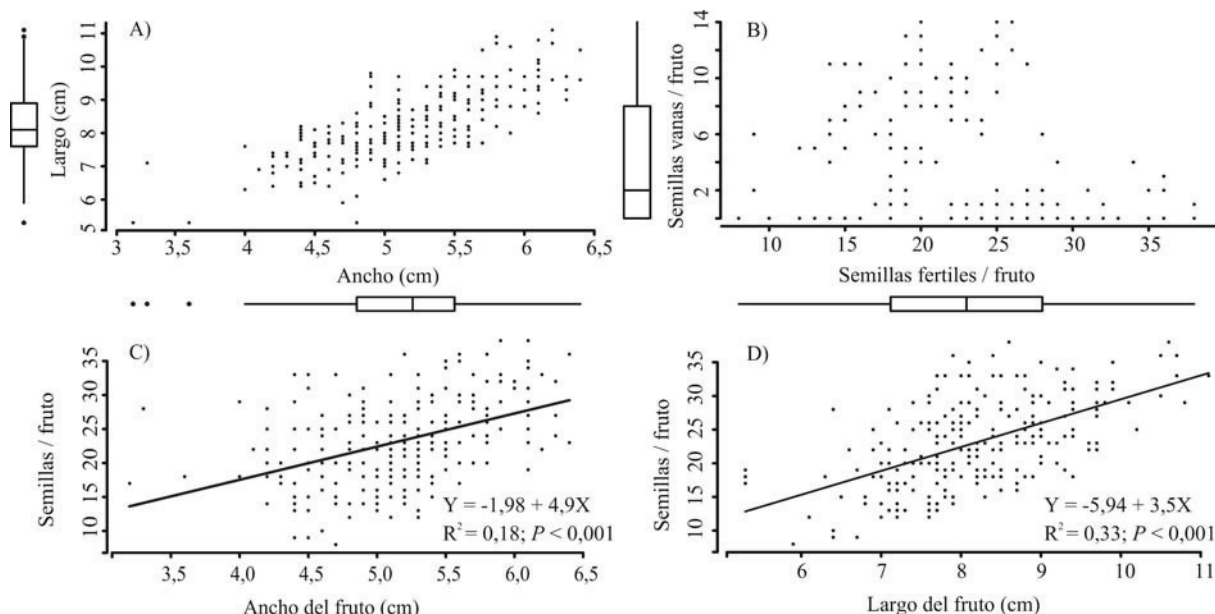 A)
Largo (cm)
5 6 7 8 9 10 11
3 3,5 4 4,5 5 5,5 6 6,5
Ancho (cm)
B)
Semillas vanas / fruto
2 6 10 14
10 15 20 25 30 35
Semillas fertiles / fruto
C)
Semillas / fruto
10 15 20 25 30 35
Y = -1,98 + 4,9X
R² = 0,18; P < 0,001
3,5 4,0 4,5 5,0 5,5 6,0 6,5
Ancho del fruto (cm)
D)
Semillas / fruto
10 15 20 25 30 35
Y = -5,94 + 3,5X
R² = 0,33; P < 0,001
6 7 8 9 10 11
Largo del fruto (cm)